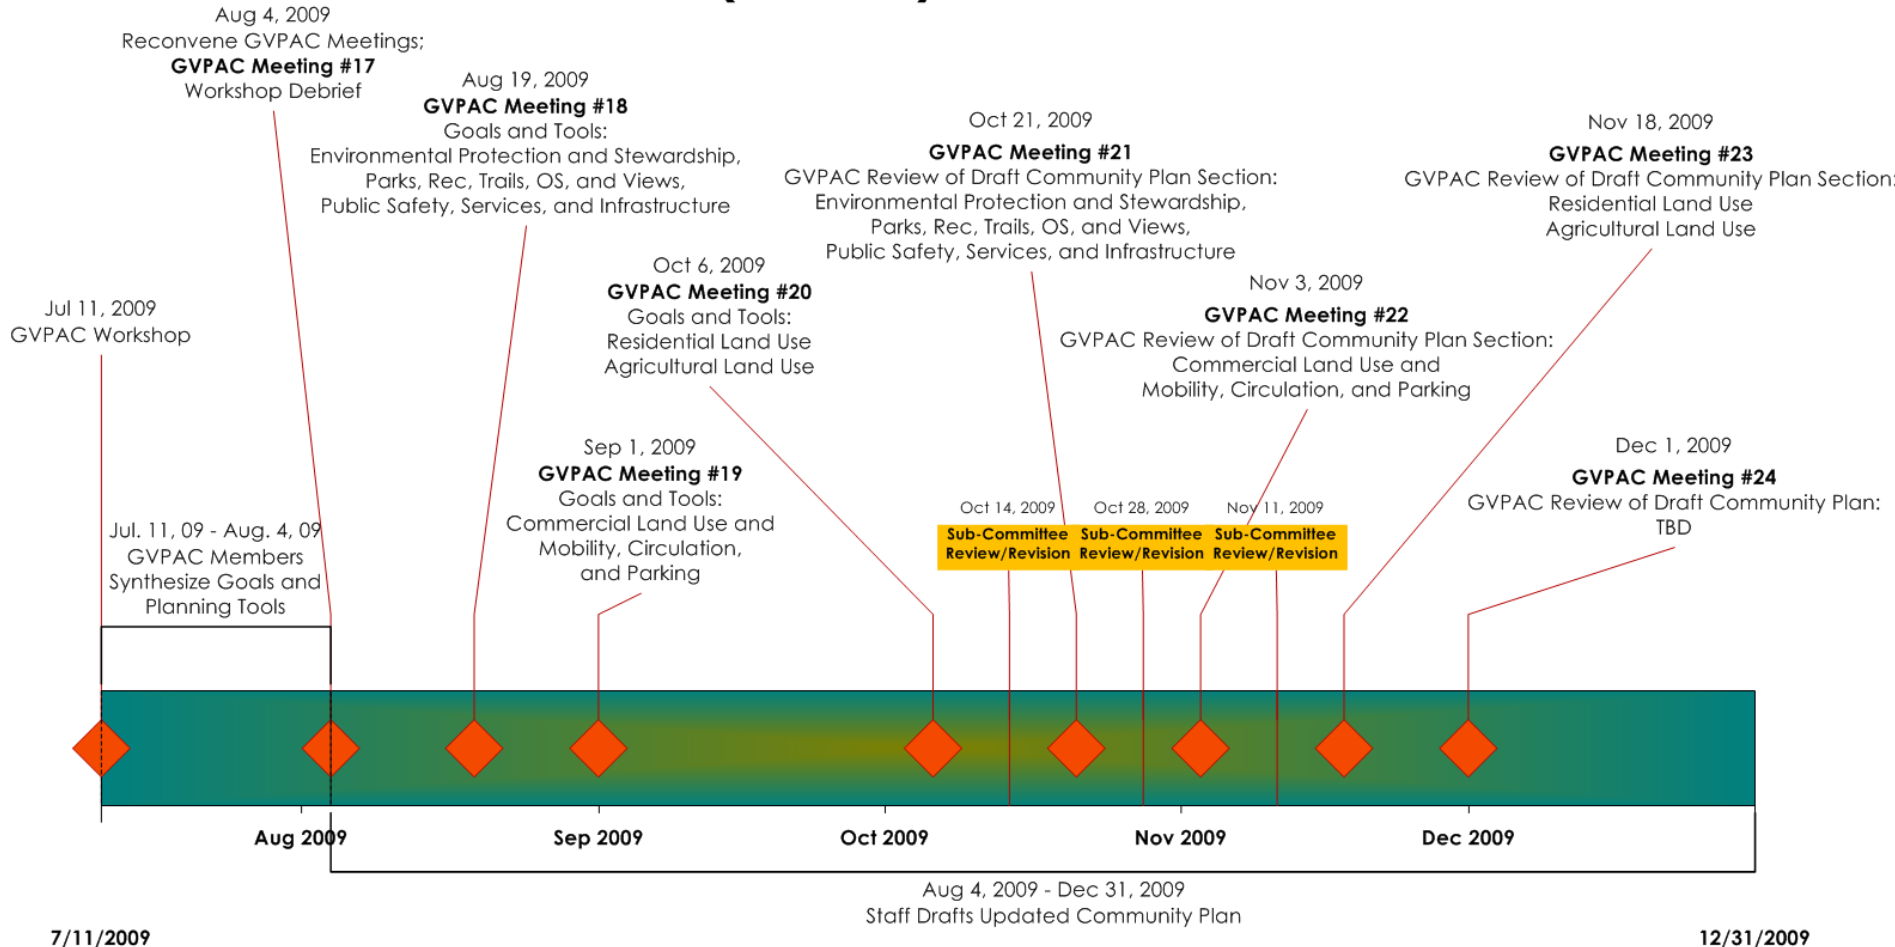 Aug 4, 2009
Reconvene GVPAC Meetings;
GVPAC Meeting #17
Workshop Debrief
Aug 19, 2009
GVPAC Meeting #18
Goals and Tools:
Environmental Protection and Stewardship,
Parks, Rec, Trails, OS, and Views,
Public Safety, Services, and Infrastructure
Oct 21, 2009
GVPAC Meeting #21
GVPAC Review of Draft Community Plan Section:
Environmental Protection and Stewardship,
Parks, Rec, Trails, OS, and Views,
Public Safety, Services, and Infrastructure
Nov 18, 2009
GVPAC Meeting #23
GVPAC Review of Draft Community Plan Section:
Residential Land Use
Agricultural Land Use
Oct 6, 2009
GVPAC Meeting #20
Goals and Tools:
Residential Land Use
Agricultural Land Use
Nov 3, 2009
GVPAC Meeting #22
GVPAC Review of Draft Community Plan Section:
Commercial Land Use and
Mobility, Circulation, and Parking
Jul 11, 2009
GVPAC Workshop
Sep 1, 2009
GVPAC Meeting #19
Goals and Tools:
Commercial Land Use and
Mobility, Circulation,
and Parking
Dec 1, 2009
GVPAC Meeting #24
GVPAC Review of Draft Community Plan:
TBD
Jul. 11, 09 - Aug. 4, 09
GVPAC Members
Synthesize Goals and
Planning Tools
Oct 14, 2009
Sub-Committee
Review/Revision
Oct 28, 2009
Sub-Committee
Review/Revision
Nov 11, 2009
Sub-Committee
Review/Revision
Aug 2009
Sep 2009
Oct 2009
Nov 2009
Dec 2009
Aug 4, 2009 - Dec 31, 2009
Staff Drafts Updated Community Plan
7/11/2009
12/31/2009